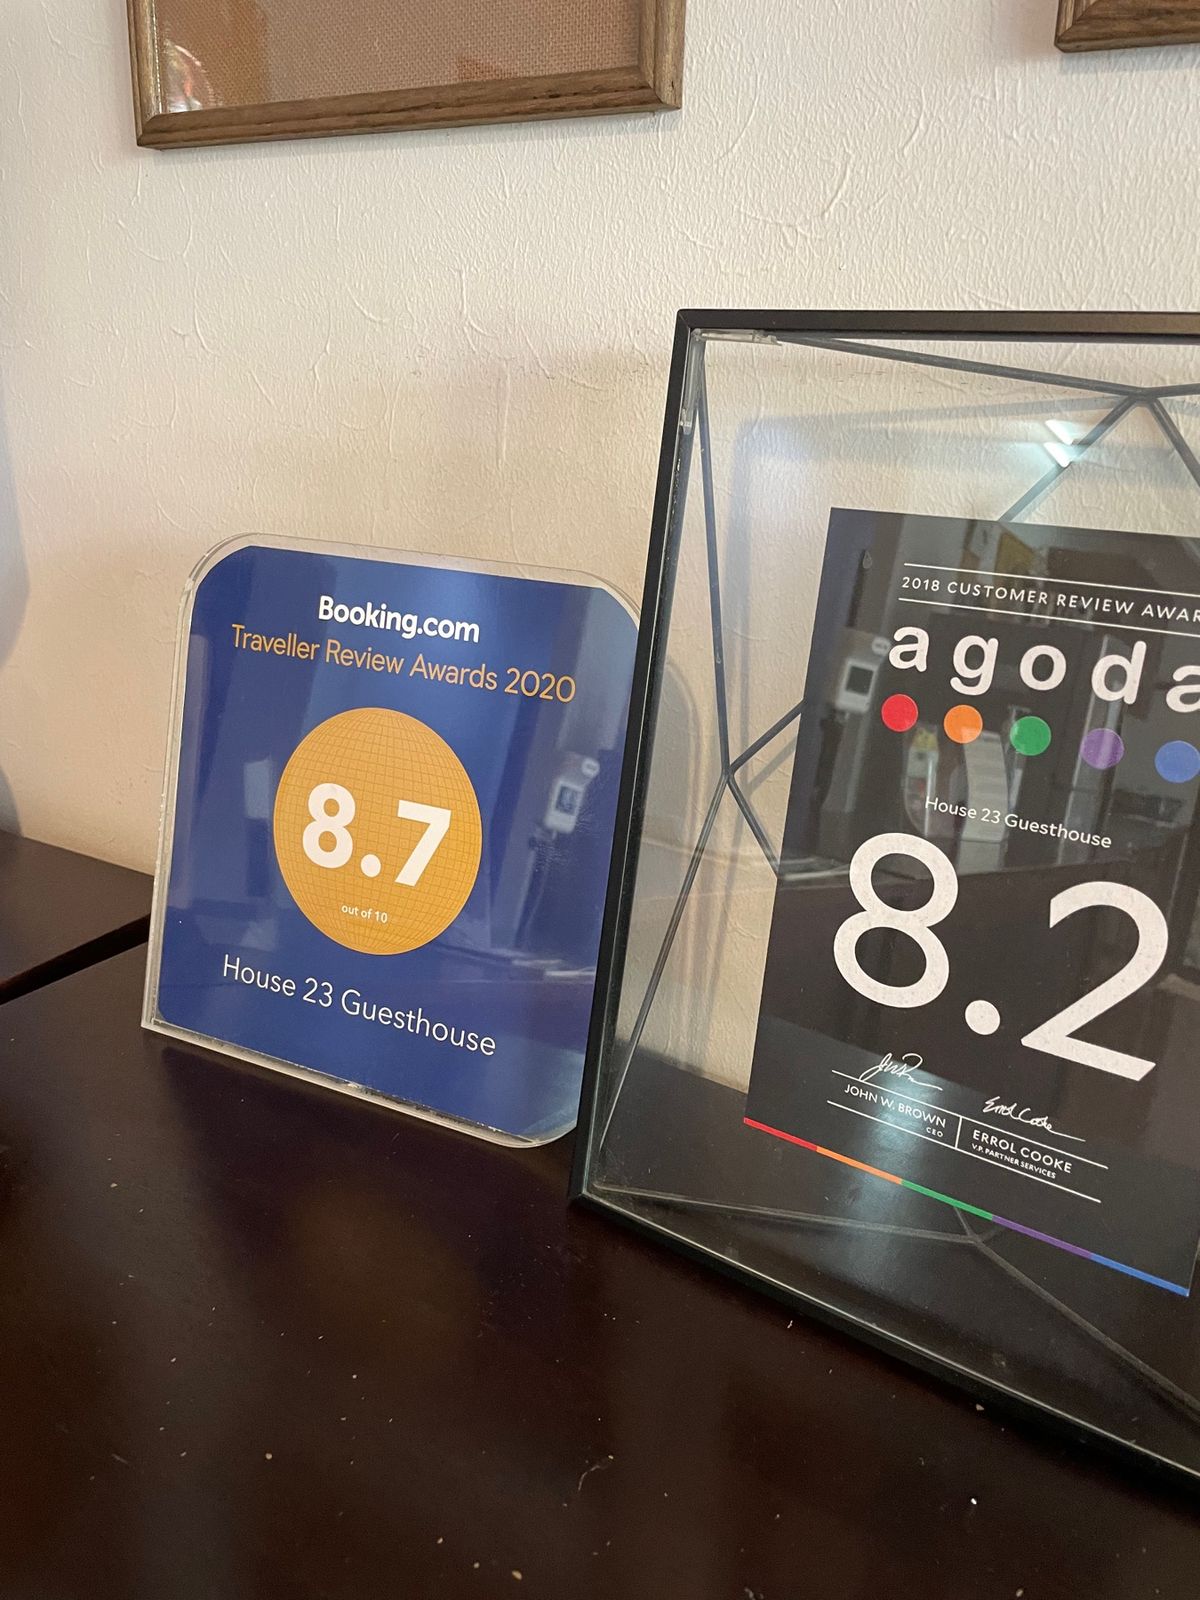 Booking.com
Traveller Review Awards 2020
8.7
out of 10
House 23 Guesthouse
2018 CUSTOMER REVIEW AWAR
agoda
House 23 Guesthouse
8.2
JOHN W. BROWN
CEO
ERROL COOKE
V.P. PARTNER SERVICES